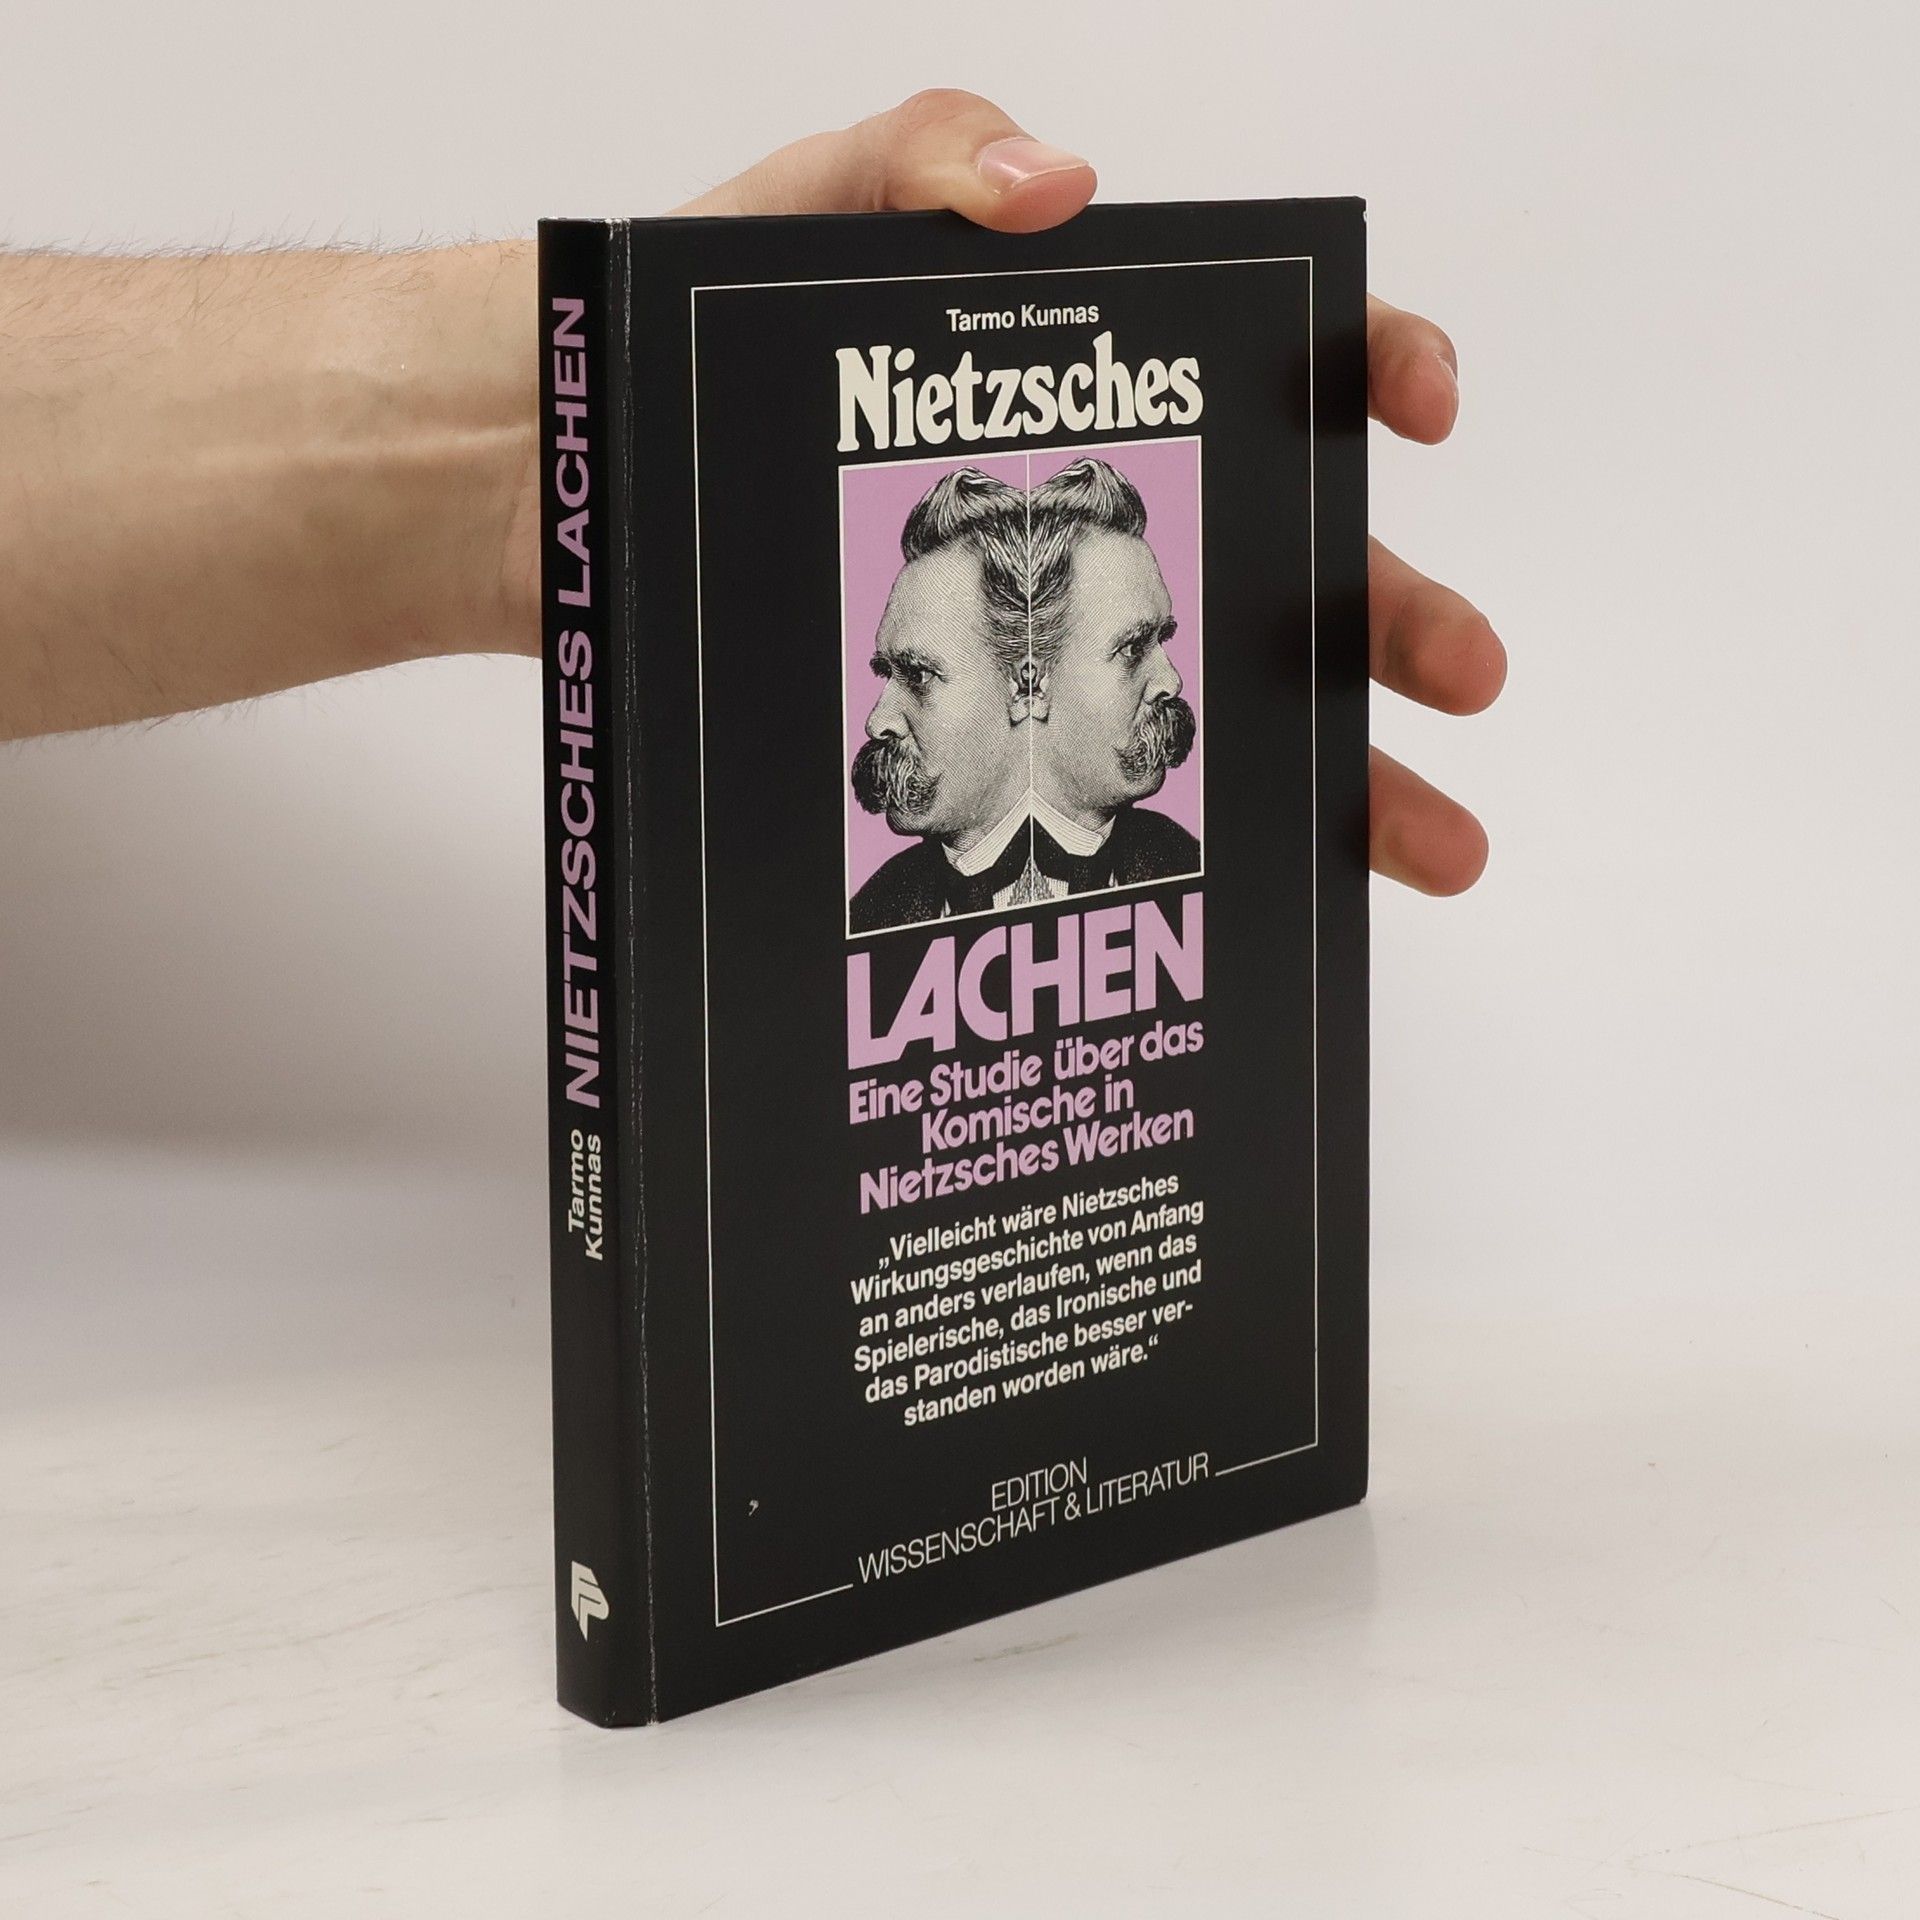 Tarmo Kunnas
Nietzsches
LACHEN
Eine Studie über das
Komische in
Nietzsches Werken
„Vielleicht wäre Nietzsches
Wirkungsgeschichte von Anfang
an anders verlaufen, wenn das
Spielerische, das Ironische und
das Parodistische besser ver-
standen worden wäre.“
EDITION
WISSENSCHAFT & LITERATUR
Tarmo
Kunnas
NIETZSCHES LACHEN